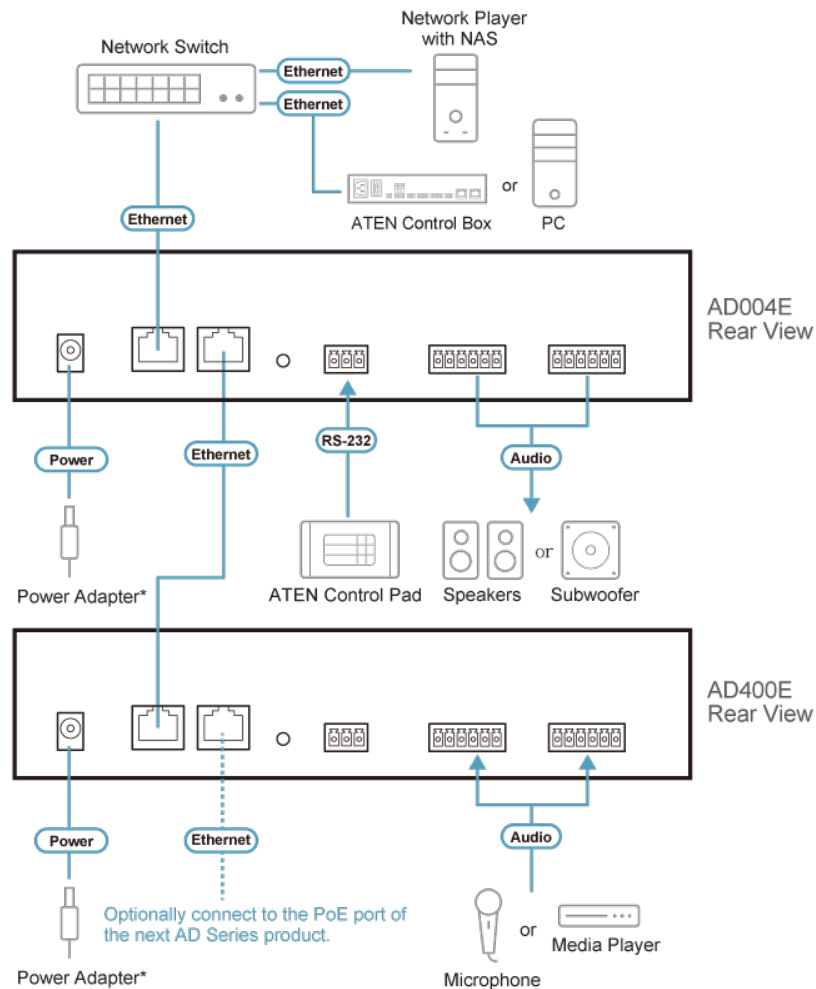 Network Player
with NAS
Network Switch
Ethernet
Ethernet
or
ATEN Control Box
PC
Ethernet
AD004E
Rear View
Power
Ethernet
RS-232
Audio
or
Power Adapter*
ATEN Control Pad
Speakers
Subwoofer
AD400E
Rear View
Power
Ethernet
Audio
Optionally connect to the PoE port of
the next AD Series product.
or
Media Player
Power Adapter*
Microphone